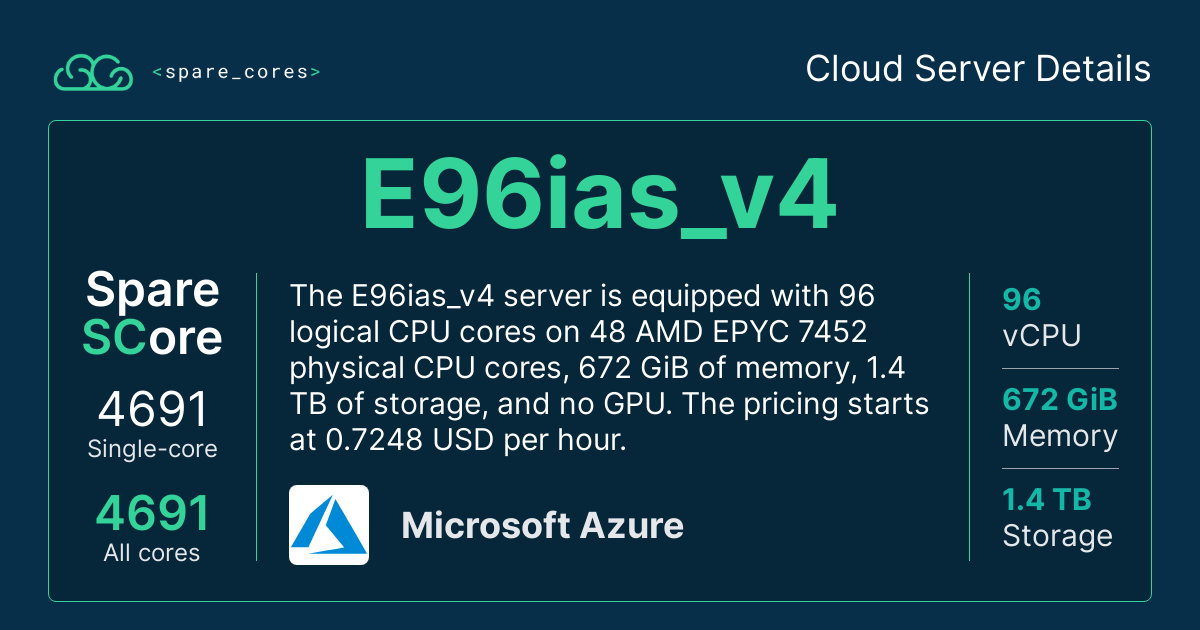 <spare_cores>
Cloud Server Details
E96ias_v4
Spare
SCore
4691
Single-core
4691
All cores
The E96ias_v4 server is equipped with 96
logical CPU cores on 48 AMD EPYC 7452
physical CPU cores, 672 GiB of memory, 1.4
TB of storage, and no GPU. The pricing starts
at 0.7248 USD per hour.
Microsoft Azure
96
vCPU
672 GiB
Memory
1.4 TB
Storage